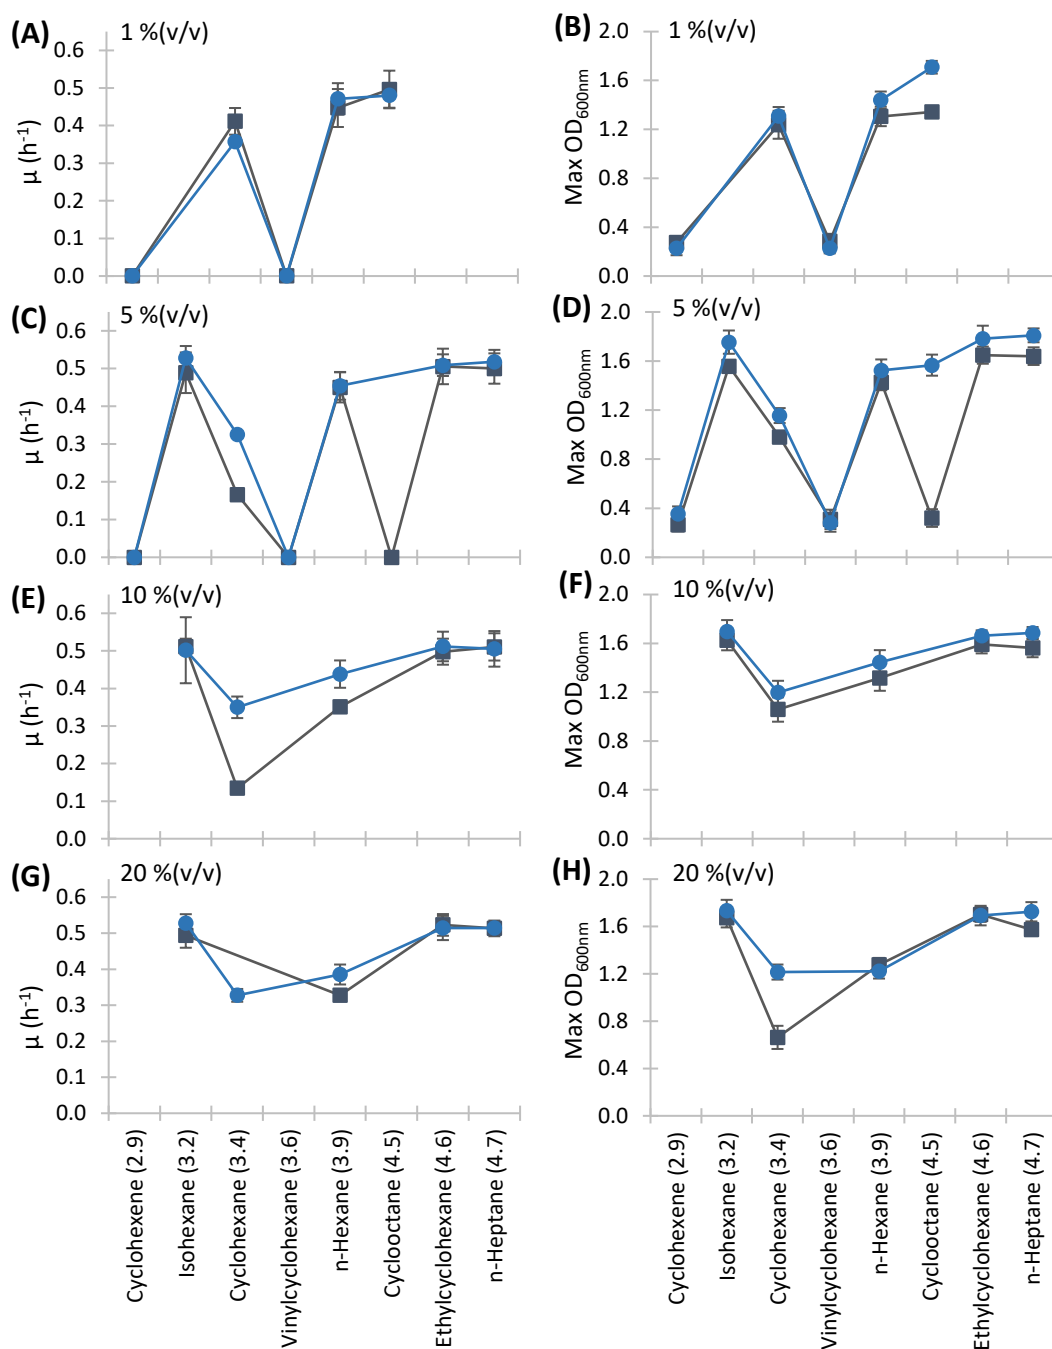 (A) 1 %(v/v)
0.6
0.5
0.4
0.3
0.2
0.1
0.0
µ (h-1)
(B) 1 %(v/v)
2.0
1.6
1.2
0.8
0.4
0.0
Max OD600nm
(C) 5 %(v/v)
0.6
0.5
0.4
0.3
0.2
0.1
0.0
µ (h-1)
(D) 5 %(v/v)
2.0
1.6
1.2
0.8
0.4
0.0
Max OD600nm
(E) 10 %(v/v)
0.6
0.5
0.4
0.3
0.2
0.1
0.0
µ (h-1)
(F) 10 %(v/v)
2.0
1.6
1.2
0.8
0.4
0.0
Max OD600nm
(G) 20 %(v/v)
0.6
0.5
0.4
0.3
0.2
0.1
0.0
µ (h-1)
Cyclohexene (2.9)
Isohexane (3.2)
Cyclohexane (3.4)
Vinylcyclohexane (3.6)
n-Hexane (3.9)
Cyclooctane (4.5)
Ethylcyclohexane (4.6)
n-Heptane (4.7)
(H) 20 %(v/v)
2.0
1.6
1.2
0.8
0.4
0.0
Max OD600nm
Cyclohexene (2.9)
Isohexane (3.2)
Cyclohexane (3.4)
Vinylcyclohexane (3.6)
n-Hexane (3.9)
Cyclooctane (4.5)
Ethylcyclohexane (4.6)
n-Heptane (4.7)